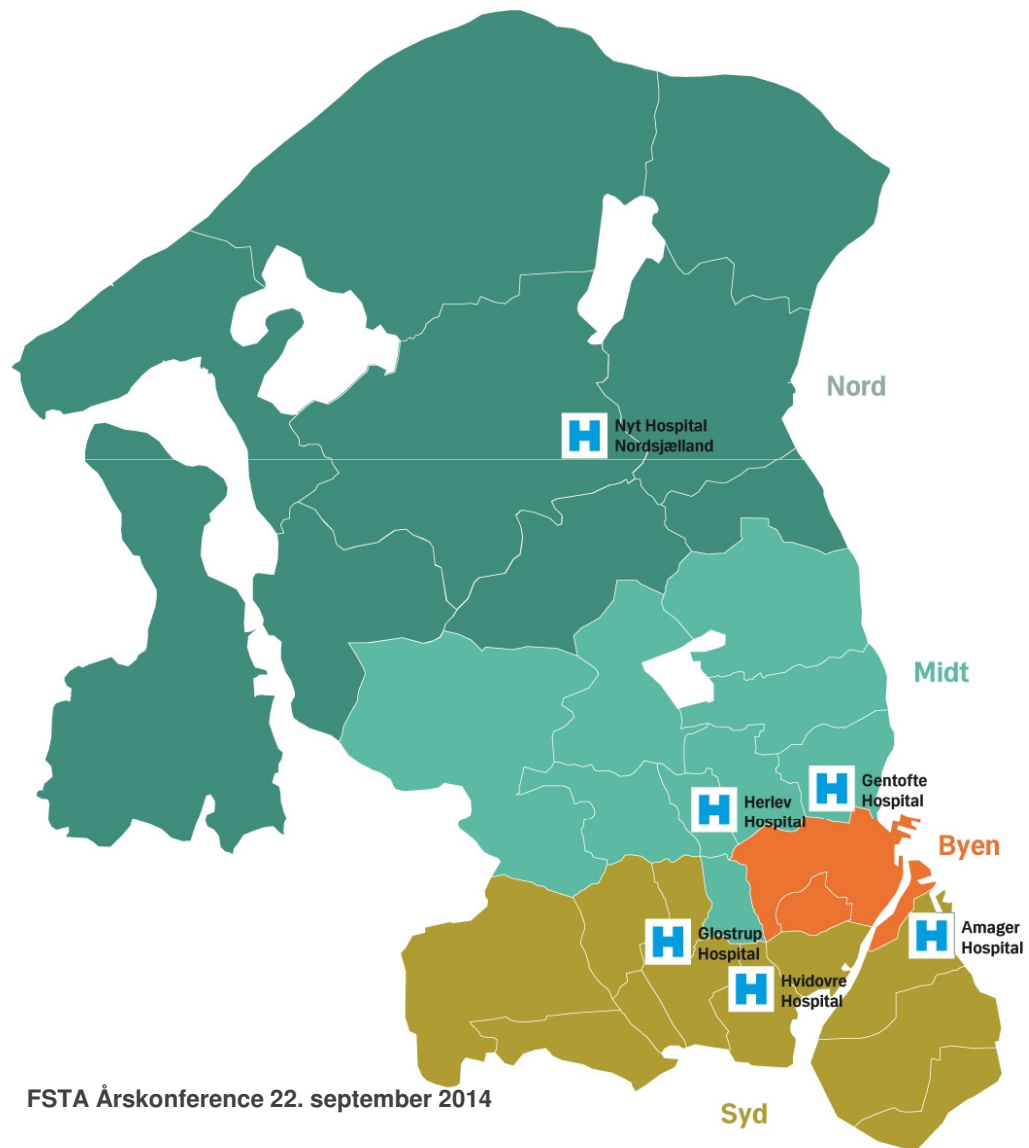 Nord
H
Nyt Hospital
Nordsjælland
Midt
H
Gentofte
Hospital
H
Herlev
Hospital
Byen
H
Amager
Hospital
H
Glostrup
Hospital
H
Hvidovre
Hospital
FSTA Årskonference 22. september 2014
Syd